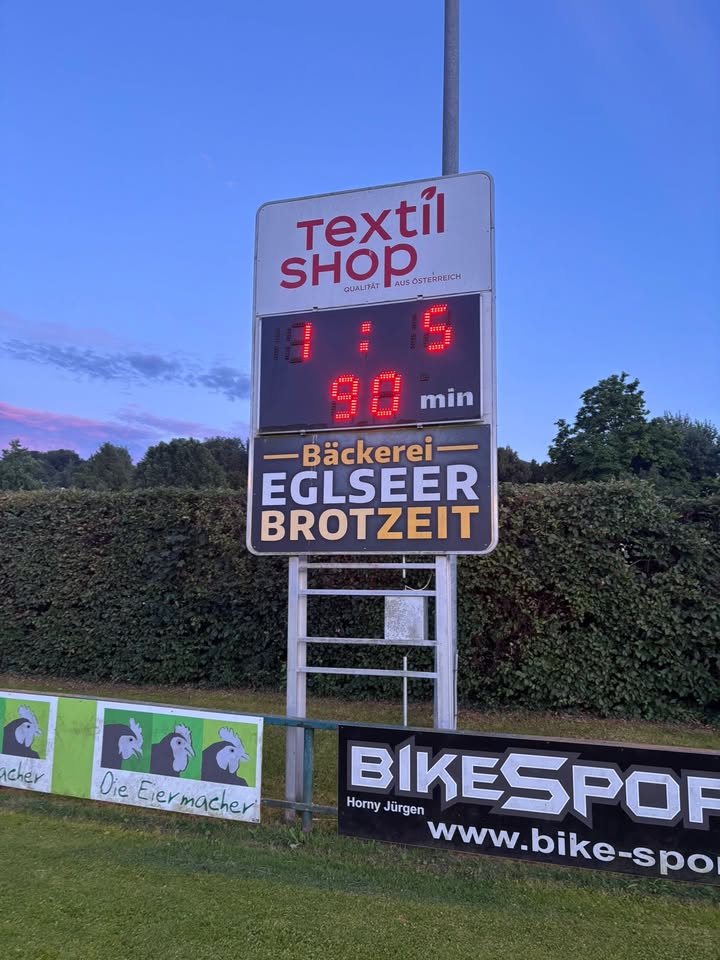 Textil
SHOP
QUALITÄT AUS ÖSTERREICH
1 : 5
90 min
Bäckerei
EGLSEER
BROTZEIT
acher
Die Eiermacher
BIKESPOR
Horny Jürgen
www.bike-spo